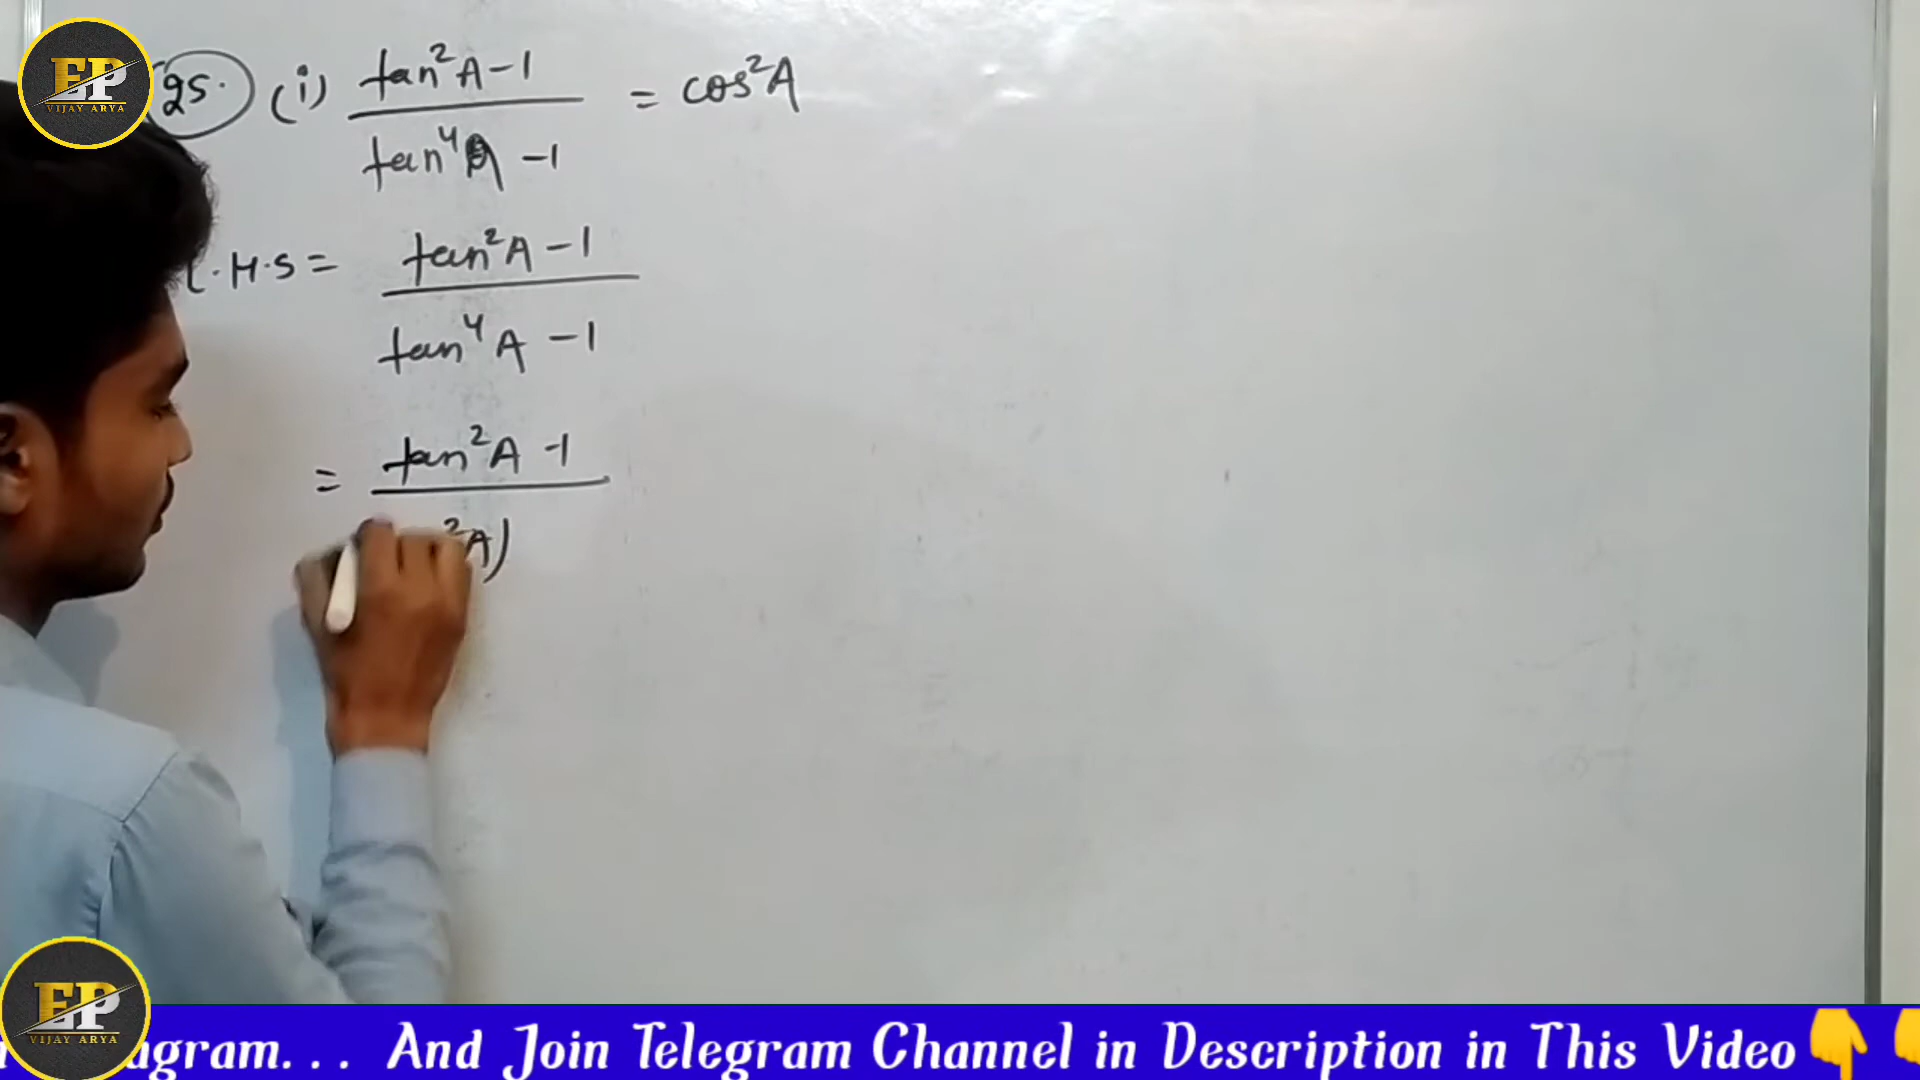 EP
VIJAY ARYA
25. (i) tan²A-1 / tan⁴A -1 = cos²A
L.H.S = tan²A -1 / tan⁴A -1
= tan²A -1
²A)
EP
VIJAY ARYA
agram... And Join Telegram Channel in Description in This Video👇